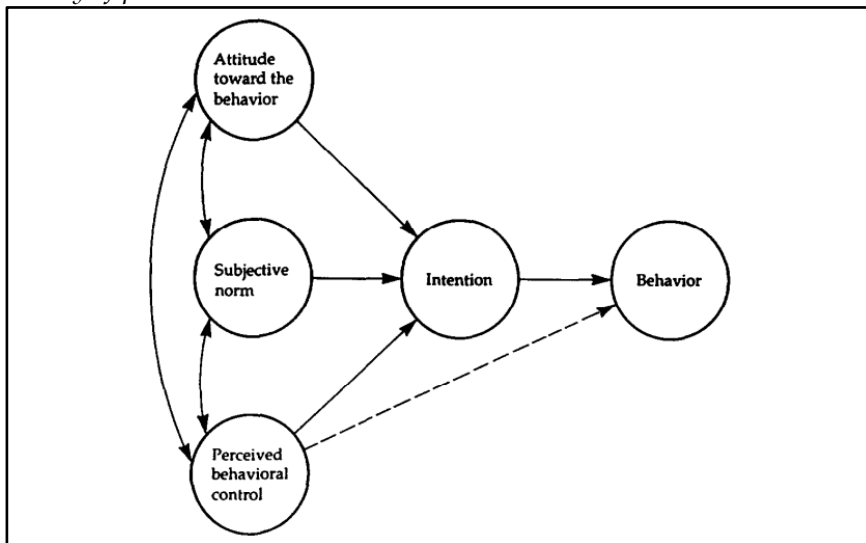 Attitude
toward the
behavior
Subjective
norm
Intention
Behavior
Perceived
behavioral
control